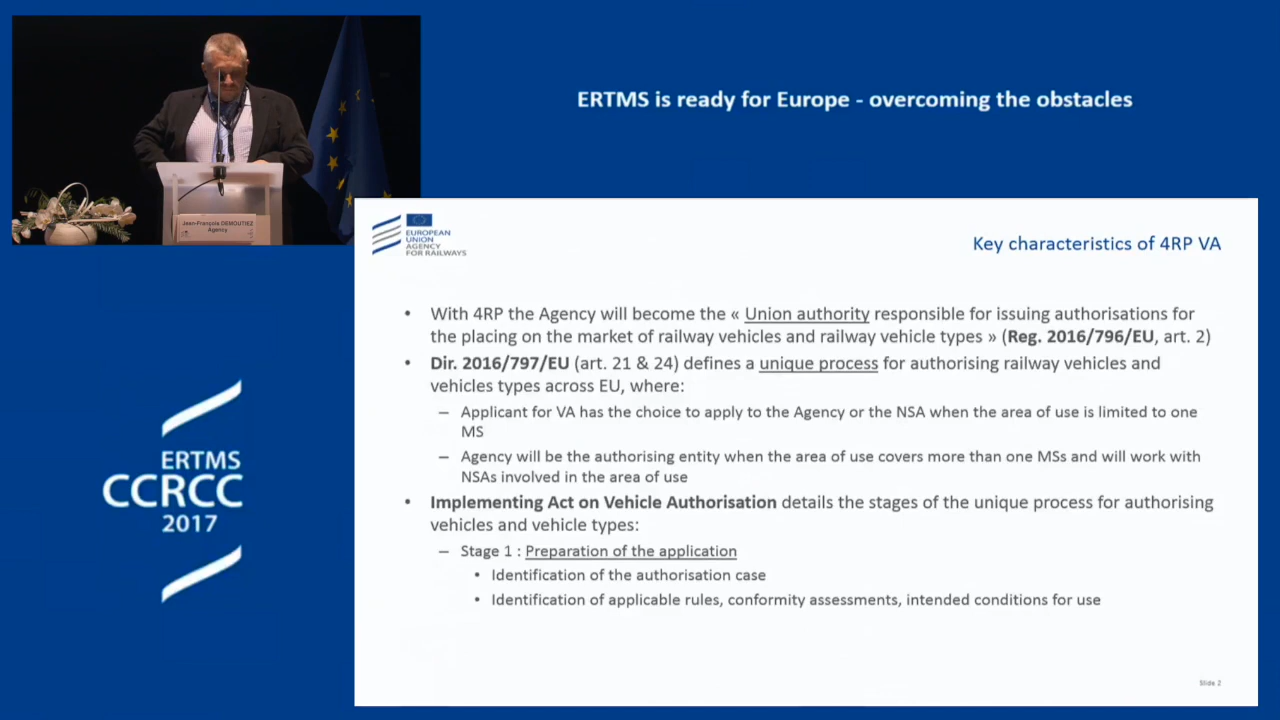 ERTMS is ready for Europe - overcoming the obstacles
Jean-François DEMOUTIEZ
Agency
EUROPEAN
UNION
AGENCY
FOR RAILWAYS
Key characteristics of 4RP VA
• With 4RP the Agency will become the « Union authority responsible for issuing authorisations for
the placing on the market of railway vehicles and railway vehicle types » (Reg. 2016/796/EU, art. 2)
• Dir. 2016/797/EU (art. 21 & 24) defines a unique process for authorising railway vehicles and
vehicles types across EU, where:
– Applicant for VA has the choice to apply to the Agency or the NSA when the area of use is limited to one
MS
– Agency will be the authorising entity when the area of use covers more than one MSs and will work with
NSAs involved in the area of use
• Implementing Act on Vehicle Authorisation details the stages of the unique process for authorising
vehicles and vehicle types:
– Stage 1 : Preparation of the application
• Identification of the authorisation case
• Identification of applicable rules, conformity assessments, intended conditions for use
Slide 2
ERTMS
CCRCC
2017